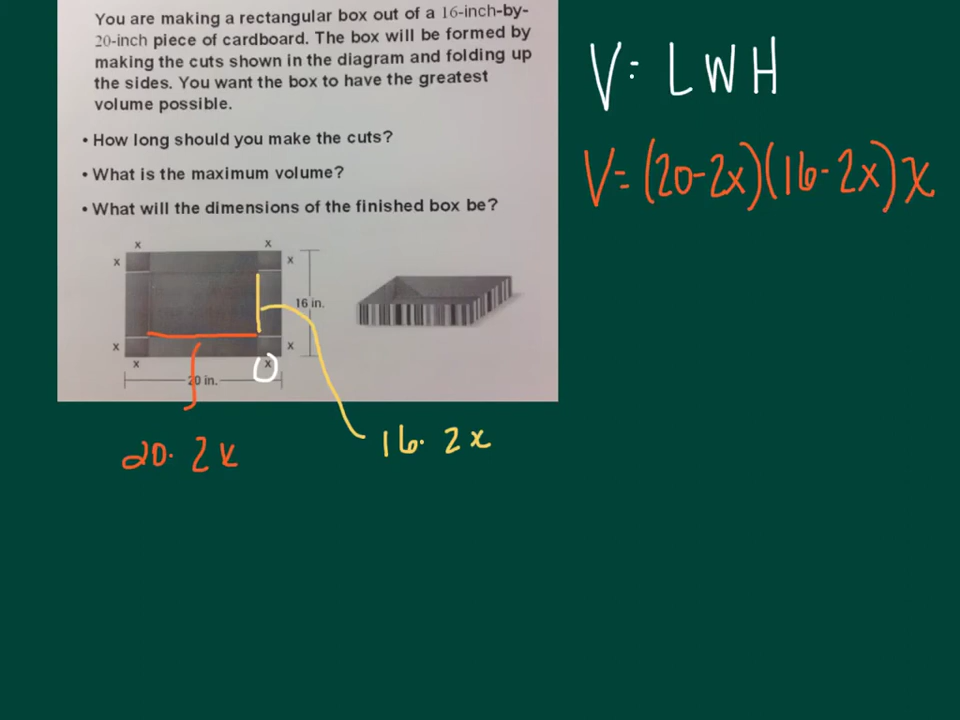 You are making a rectangular box out of a 16-inch-by-
20-inch piece of cardboard. The box will be formed by
making the cuts shown in the diagram and folding up
the sides. You want the box to have the greatest
volume possible.
• How long should you make the cuts?
• What is the maximum volume?
• What will the dimensions of the finished box be?
x x
x x
16 in.
x x
x x
20 in.
20-2x
16-2x
V=LWH
V=(20-2x)(16-2x)x